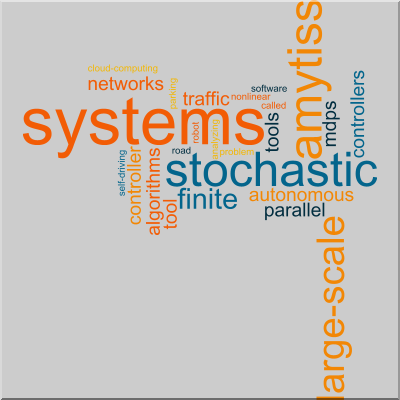 amytiss
cloud-computing
networks
parking
traffic
nonlinear
software
called
systems
robot
analyzing
problem
tools
mdps
controllers
road
stochastic
self-driving
controller
algorithms
tool
finite
autonomous
parallel
large-scale